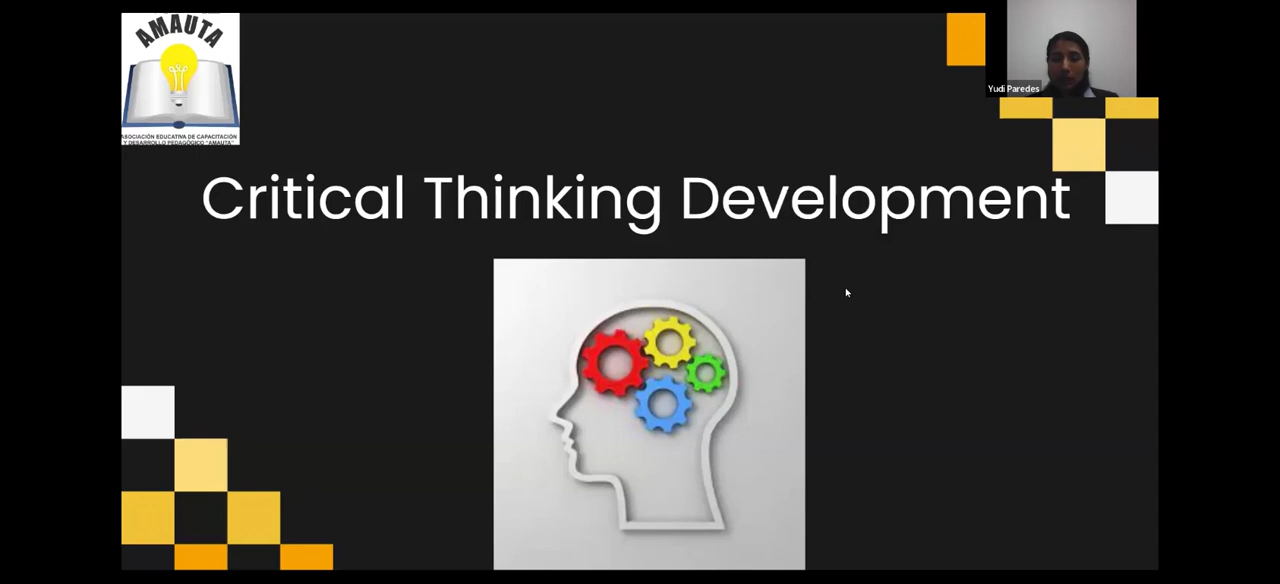 AMAUTA
ASOCIACIÓN EDUCATIVA DE CAPACITACIÓN
Y DESARROLLO PEDAGÓGICO "AMAUTA"
Yudi Paredes
Critical Thinking Development